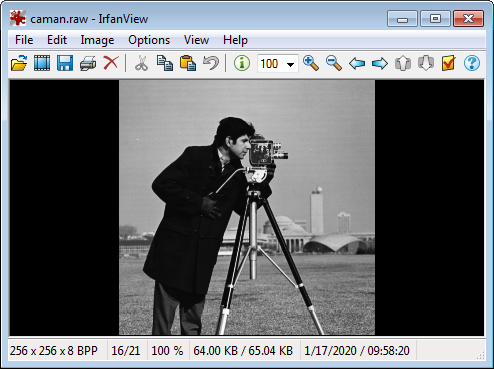 caman.raw - IrfanView
File Edit Image Options View Help
100
256 x 256 x 8 BPP 16/21 100 % 64.00 KB / 65.04 KB 1/17/2020 / 09:58:20